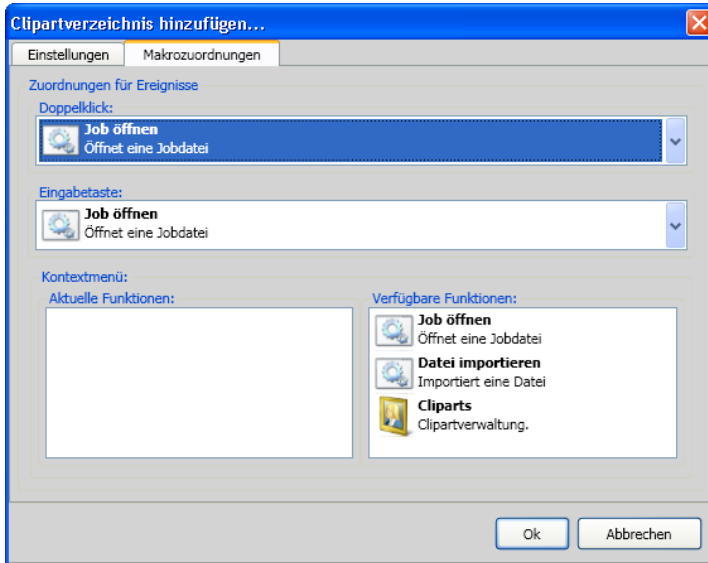 Clipartverzeichnis hinzufügen...
Einstellungen
Makrozuordnungen
Zuordnungen für Ereignisse
Doppelklick:
Job öffnen
Öffnet eine Jobdatei
Eingabetaste:
Job öffnen
Öffnet eine Jobdatei
Kontextmenü:
Aktuelle Funktionen:
Verfügbare Funktionen:
Job öffnen
Öffnet eine Jobdatei
Datei importieren
Importiert eine Datei
Cliparts
Clipartverwaltung.
Ok
Abbrechen